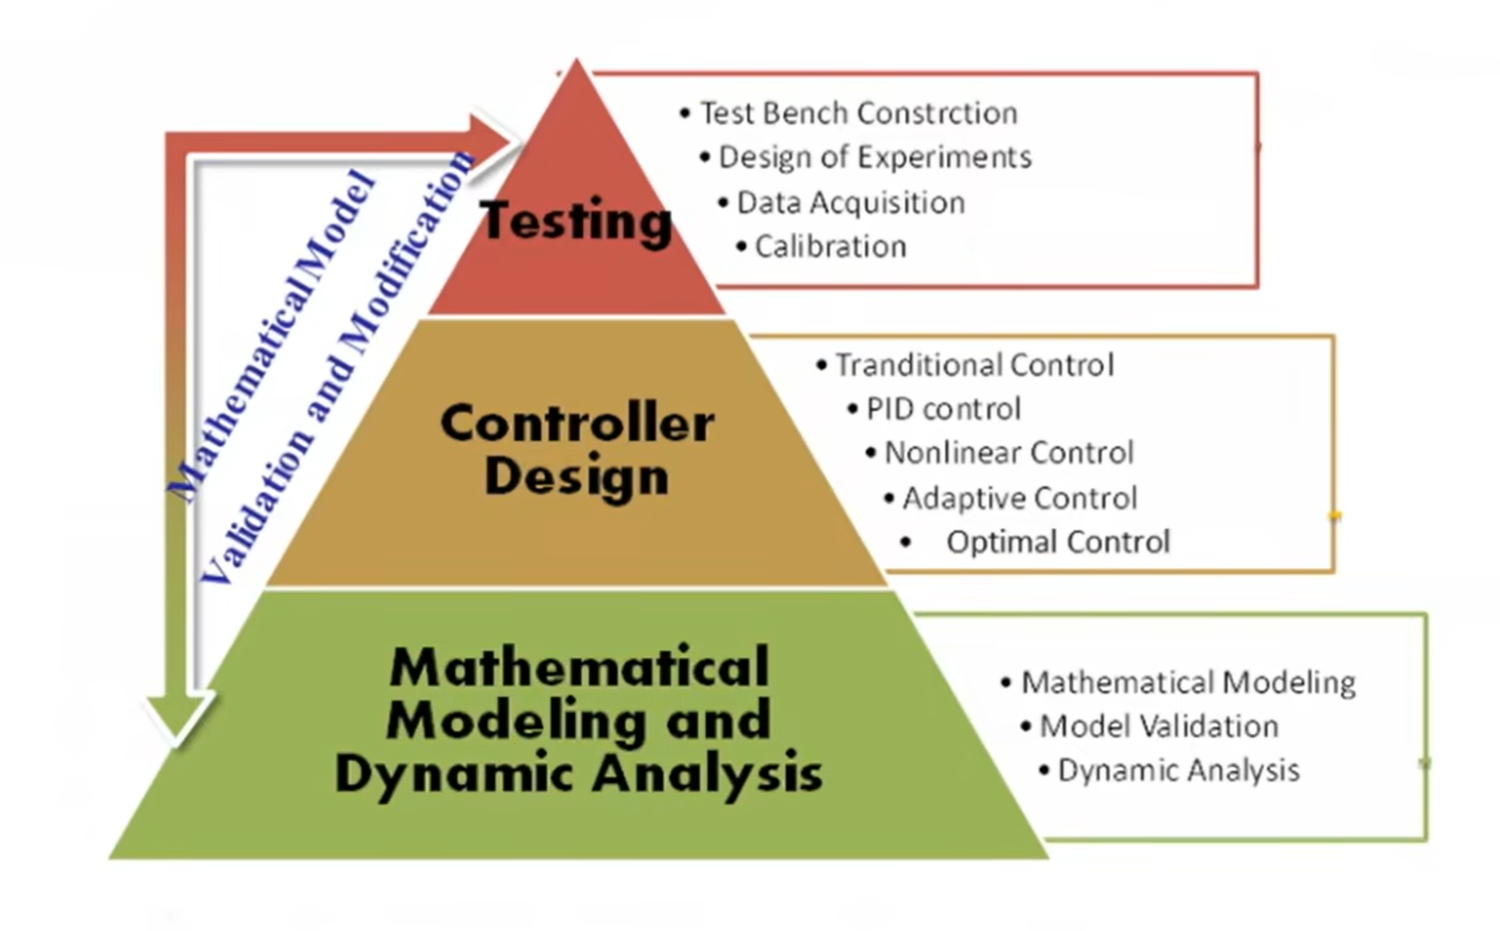 Mathematical Model
Validation and Modification
Testing
• Test Bench Constrction
• Design of Experiments
• Data Acquisition
• Calibration
Controller
Design
• Tranditional Control
• PID control
• Nonlinear Control
• Adaptive Control
• Optimal Control
Mathematical
Modeling and
Dynamic Analysis
• Mathematical Modeling
• Model Validation
• Dynamic Analysis